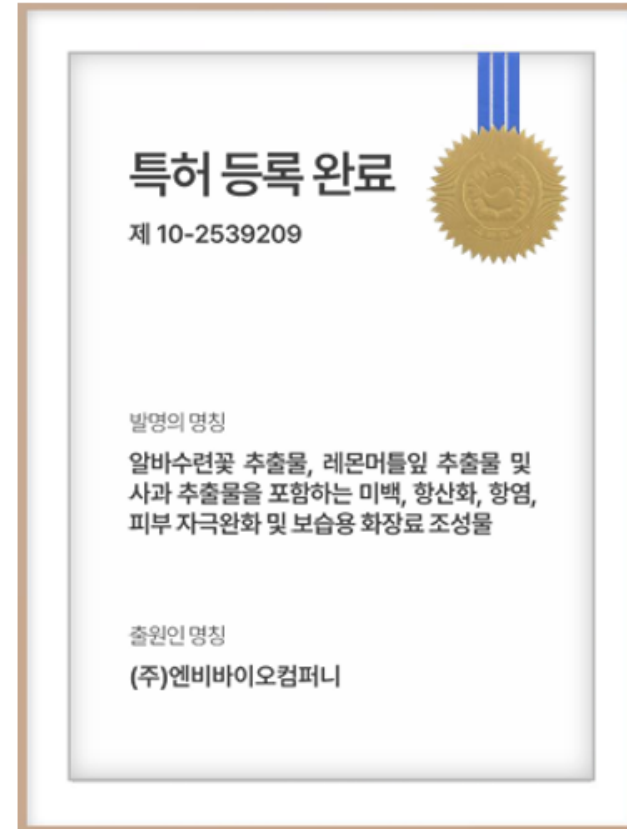 특허 등록 완료
제 10-2539209
발명의 명칭
알바수련꽃 추출물, 레몬머틀잎 추출물 및
사과 추출물을 포함하는 미백, 항산화, 항염,
피부 자극완화 및 보습용 화장료 조성물
출원인 명칭
(주)엔비바이오컴퍼니